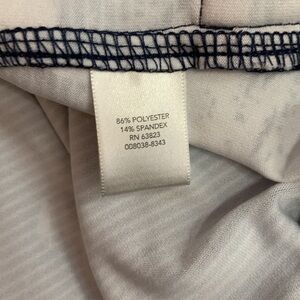 86% POLYESTER
14% SPANDEX
RN 63823
008038-8343